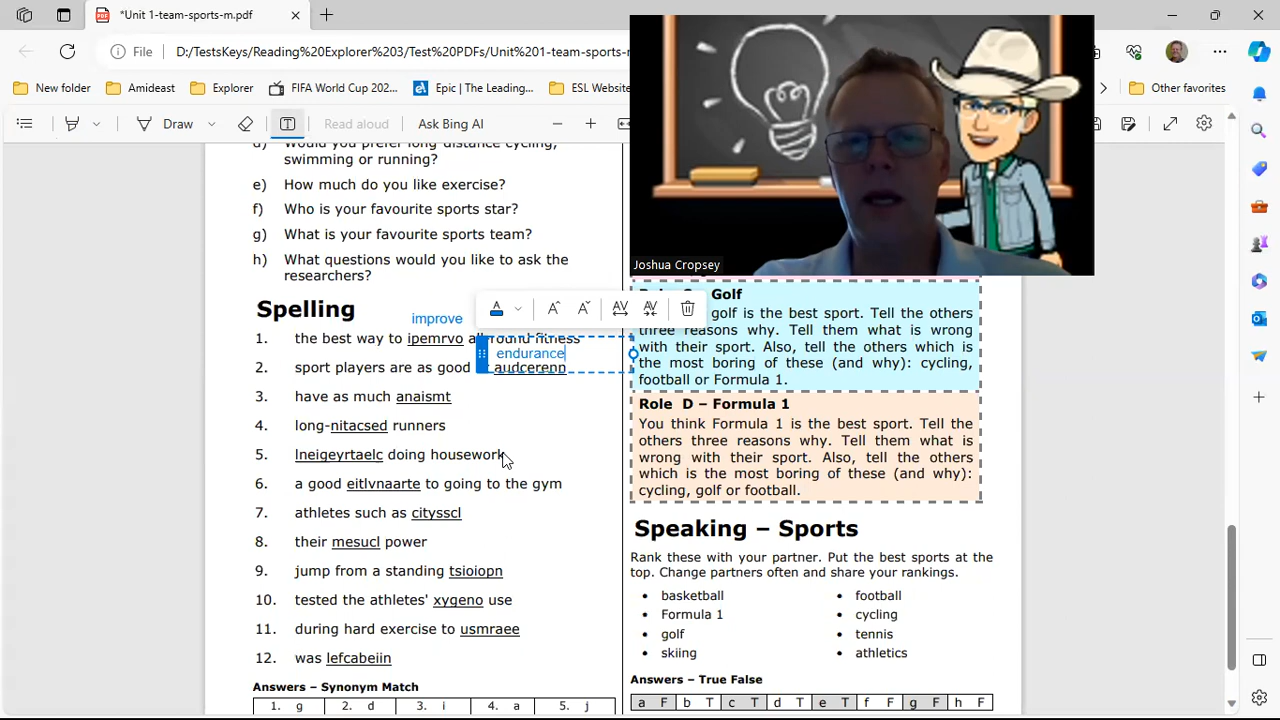 *Unit 1-team-sports-m.pdf
File
D:/TestsKeys/Reading%20Explorer%203/Test%20PDFs/Unit%201-team-sports-m
New folder
Amideast
Explorer
FIFA World Cup 202...
Epic | The Leading...
ESL Website
Other favorites
Draw
Read aloud
Ask Bing AI
Joshua Cropsey
d) Would you prefer long distance cycling,
swimming or running?
e) How much do you like exercise?
f) Who is your favourite sports star?
g) What is your favourite sports team?
h) What questions would you like to ask the
researchers?
Spelling
improve
1. the best way to ipemrvo all-round fitness
endurance
2. sport players are as good audcerenn
3. have as much anaismt
4. long-nitacsed runners
5. Ineigeyrtaelc doing housework
6. a good eitlvnaarte to going to the gym
7. athletes such as citysscl
8. their mesucl power
9. jump from a standing tsioiopn
10. tested the athletes' xygeno use
11. during hard exercise to usmraee
12. was lefcabeiin
Answers – Synonym Match
1. g 2. d 3. i 4. a 5. j
Golf
golf is the best sport. Tell the others
three reasons why. Tell them what is wrong
with their sport. Also, tell the others which is
the most boring of these (and why): cycling,
football or Formula 1.
Role D – Formula 1
You think Formula 1 is the best sport. Tell the
others three reasons why. Tell them what is
wrong with their sport. Also, tell the others
which is the most boring of these (and why):
cycling, golf or football.
Speaking – Sports
Rank these with your partner. Put the best sports at the
top. Change partners often and share your rankings.
• basketball
• Formula 1
• golf
• skiing
• football
• cycling
• tennis
• athletics
Answers – True False
a F b T c T d T e T f F g F h F